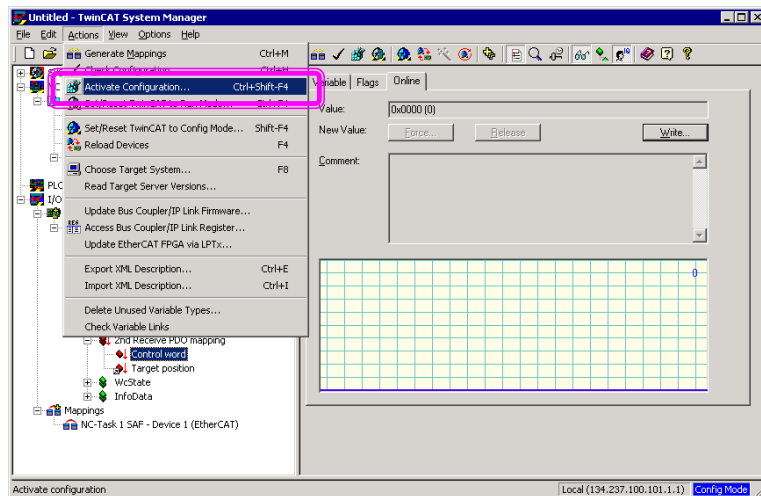 Untitled - TwinCAT System Manager
File Edit Actions View Options Help
Generate Mappings Ctrl+M
Activate Configuration... Ctrl+Shift-F4
Set/Reset TwinCAT to Config Mode... Shift-F4
Reload Devices F4
Choose Target System... F8
Read Target Server Versions...
Update Bus Coupler/IP Link Firmware...
Access Bus Coupler/IP Link Register...
Update EtherCAT FPGA via LPTx...
Export XML Description... Ctrl+E
Import XML Description... Ctrl+I
Delete Unused Variable Types...
Check Variable Links
PLC
I/O
2nd Receive PDO mapping
Control word
Target position
WcState
InfoData
Mappings
NC-Task 1 SAF - Device 1 (EtherCAT)
Variable Flags Online
Value: 0x0000 (0)
New Value: Force... Release Write...
Comment:
0
Activate configuration
Local (134.237.100.101.1.1) Config Mode